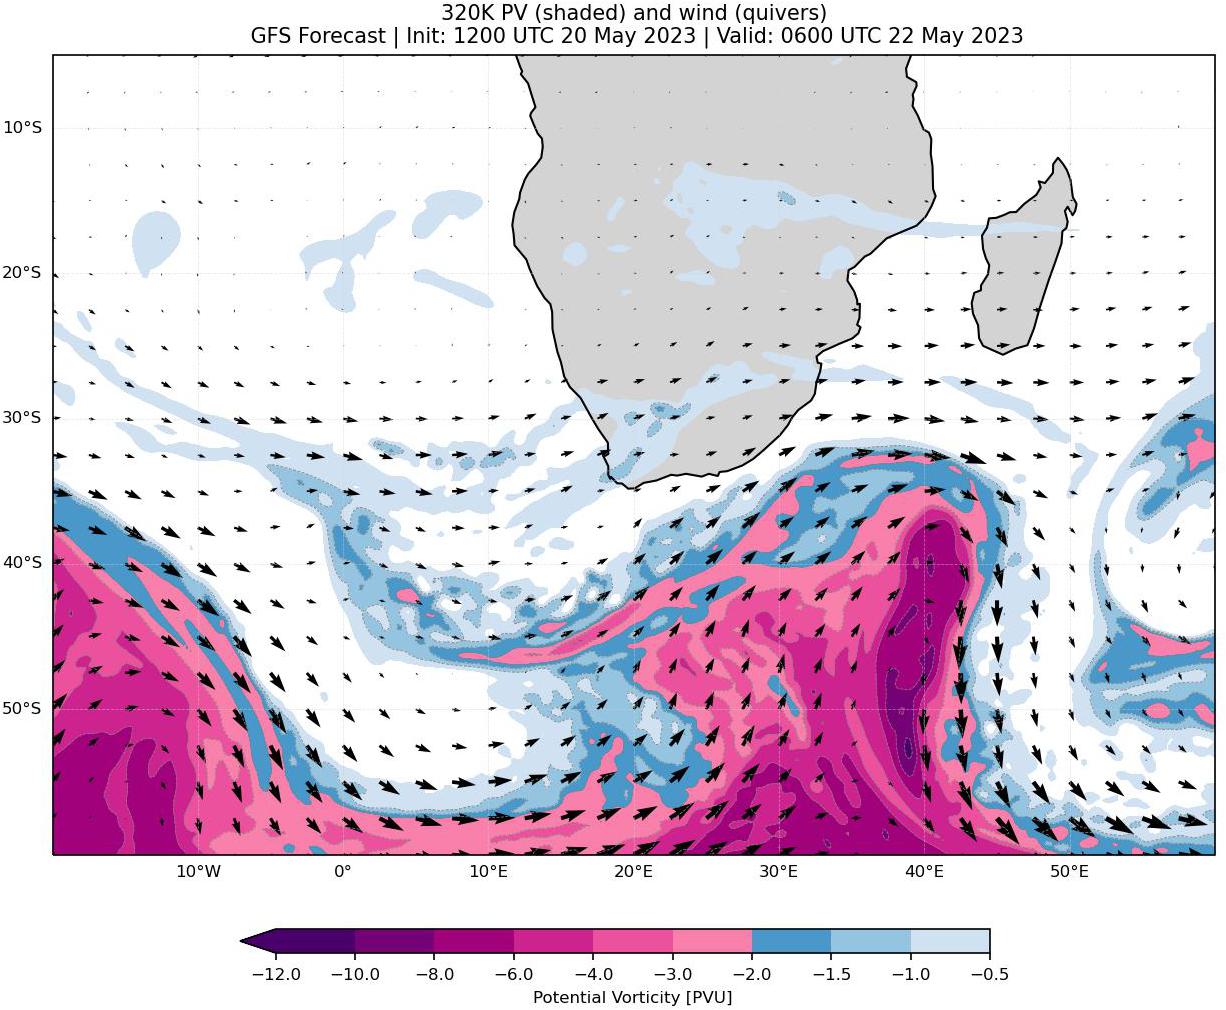 320K PV (shaded) and wind (quivers)
GFS Forecast | Init: 1200 UTC 20 May 2023 | Valid: 0600 UTC 22 May 2023
10°S
20°S
30°S
40°S
50°S
10°W 0° 10°E 20°E 30°E 40°E 50°E
−12.0 −10.0 −8.0 −6.0 −4.0 −3.0 −2.0 −1.5 −1.0 −0.5
Potential Vorticity [PVU]